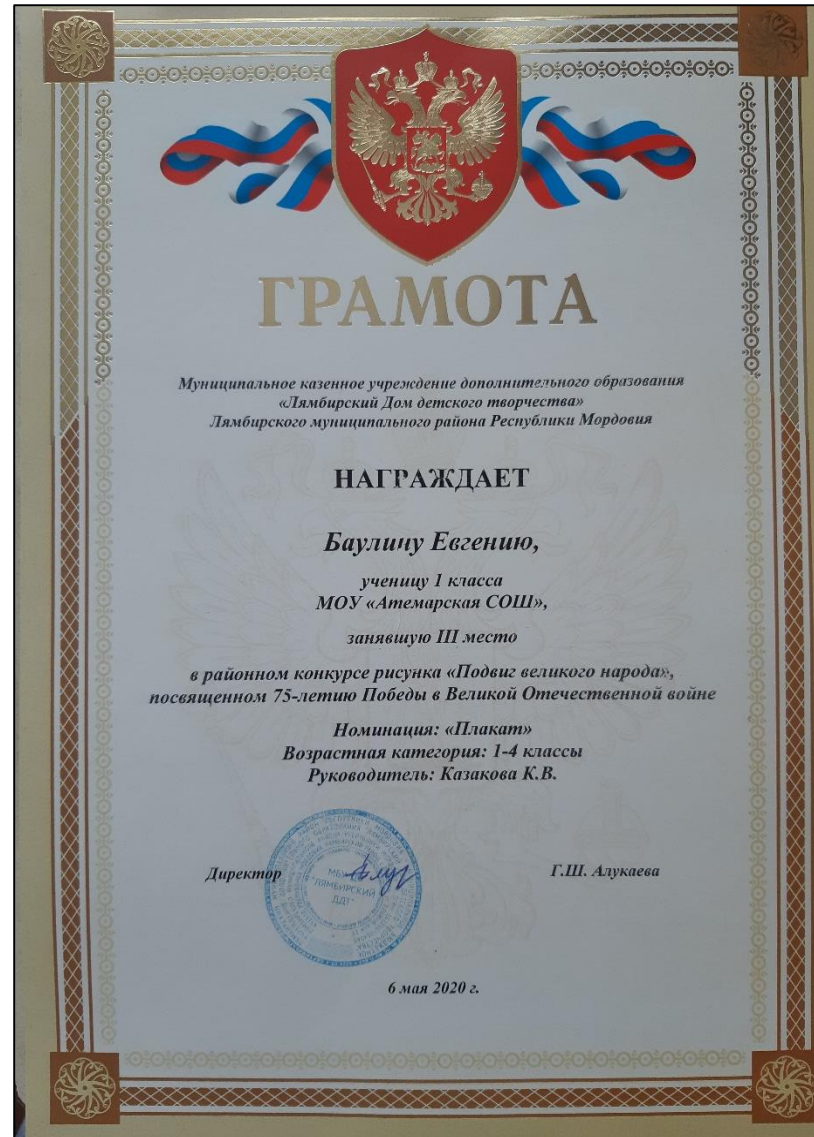 ГРАМОТА
Муниципальное казенное учреждение дополнительного образования
«Лямбирский Дом детского творчества»
Лямбирского муниципального района Республики Мордовия
НАГРАЖДАЕТ
Баулину Евгению,
ученицу 1 класса
МОУ «Атемарская СОШ»,
занявшую III место
в районном конкурсе рисунка «Подвиг великого народа»,
посвященном 75-летию Победы в Великой Отечественной войне
Номинация: «Плакат»
Возрастная категория: 1-4 классы
Руководитель: Казакова К.В.
Директор
Г.Ш. Алукаева
"ЛЯМБИРСКИЙ
ДДТ"
6 мая 2020 г.